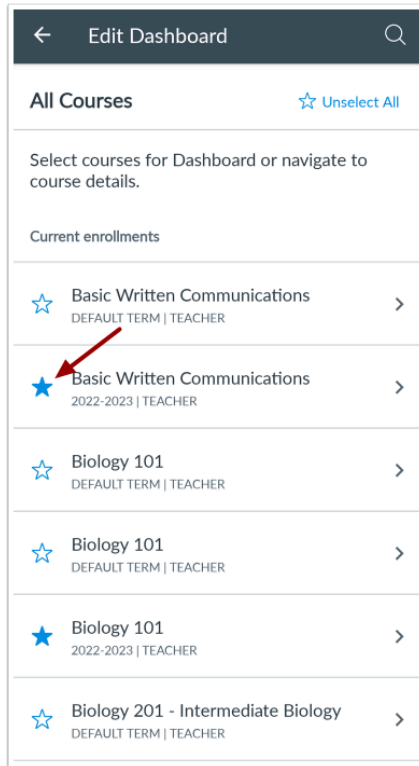 Edit Dashboard
All Courses
Unselect All
Select courses for Dashboard or navigate to
course details.
Current enrollments
Basic Written Communications
DEFAULT TERM | TEACHER
Basic Written Communications
2022-2023 | TEACHER
Biology 101
DEFAULT TERM | TEACHER
Biology 101
DEFAULT TERM | TEACHER
Biology 101
2022-2023 | TEACHER
Biology 201 - Intermediate Biology
DEFAULT TERM | TEACHER